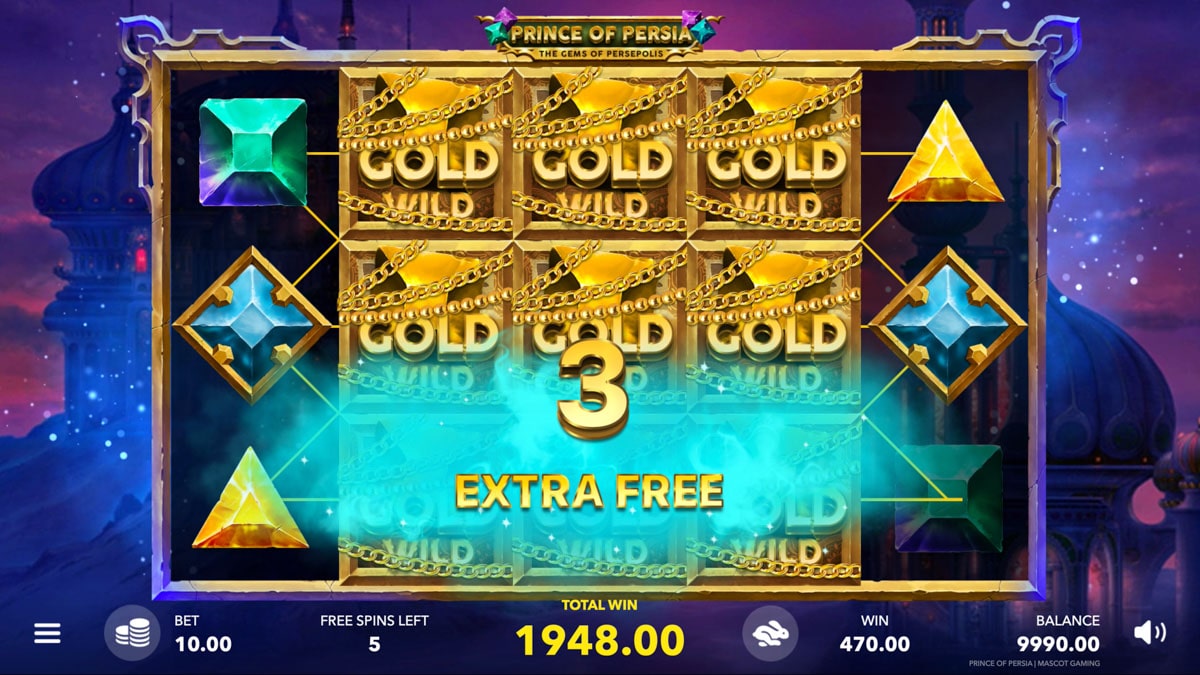 PRINCE OF PERSIA
THE GEMS OF PERSEPOLIS
GOLD WILD
GOLD WILD
GOLD WILD
GOLD WILD
GOLD WILD
GOLD WILD
3
EXTRA FREE
GOLD WILD
GOLD WILD
GOLD WILD
BET
10.00
FREE SPINS LEFT
5
TOTAL WIN
1948.00
WIN
470.00
BALANCE
9990.00
PRINCE OF PERSIA | MASCOT GAMING